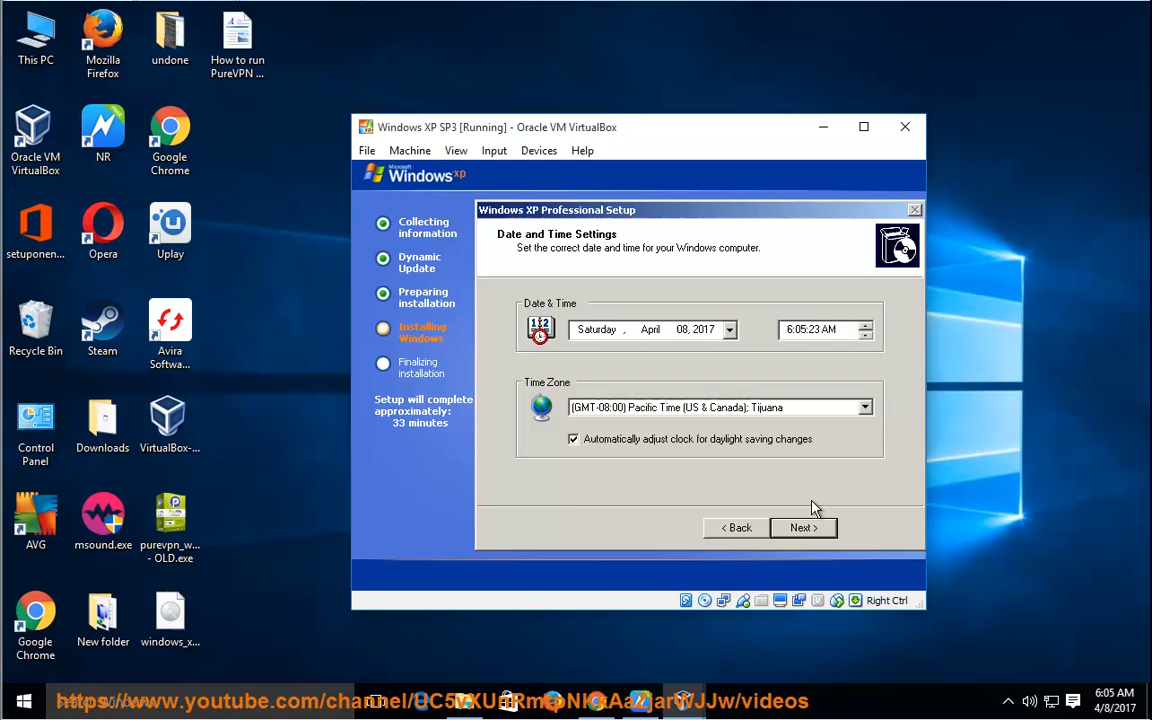 This PC
Mozilla
Firefox
undone
How to run
PureVPN ...
Oracle VM
VirtualBox
NR
Google
Chrome
setuponen...
Opera
Uplay
Recycle Bin
Steam
Avira
Softwa...
Control
Panel
Downloads
VirtualBox-...
AVG
msound.exe
purevpn_w...
- OLD.exe
Google
Chrome
New folder
windows_x...
Windows XP SP3 [Running] - Oracle VM VirtualBox
File Machine View Input Devices Help
Microsoft
Windows xp
Collecting
information
Dynamic
Update
Preparing
installation
Installing
Windows
Finalizing
installation
Setup will complete
approximately:
33 minutes
Windows XP Professional Setup
Date and Time Settings
Set the correct date and time for your Windows computer.
Date & Time
Saturday , April 08, 2017
6:05:23 AM
Time Zone
(GMT-08:00) Pacific Time (US & Canada); Tijuana
Automatically adjust clock for daylight saving changes
< Back
Next >
Right Ctrl
6:05 AM
4/8/2017